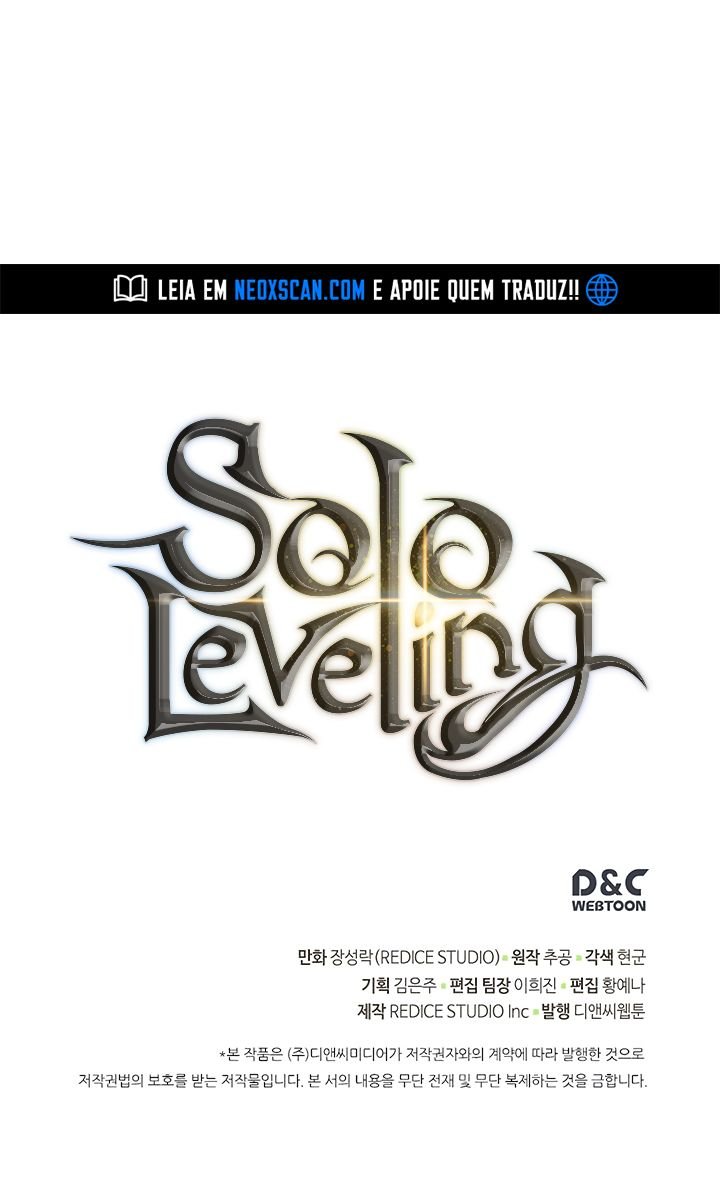 LEIA EM NEOXSCAN.COM E APOIE QUEM TRADUZ!!
Solo
Leveling
D&C
WEBTOON
만화 장성락(REDICE STUDIO) • 원작 추공 • 각색 현군
기획 김은주 • 편집 팀장 이희진 • 편집 황예나
제작 REDICE STUDIO Inc • 발행 디앤씨웹툰
*본 작품은 (주)디앤씨미디어가 저작권자와의 계약에 따라 발행한 것으로
저작권법의 보호를 받는 저작물입니다. 본 서의 내용을 무단 전재 및 무단 복제하는 것을 금합니다.